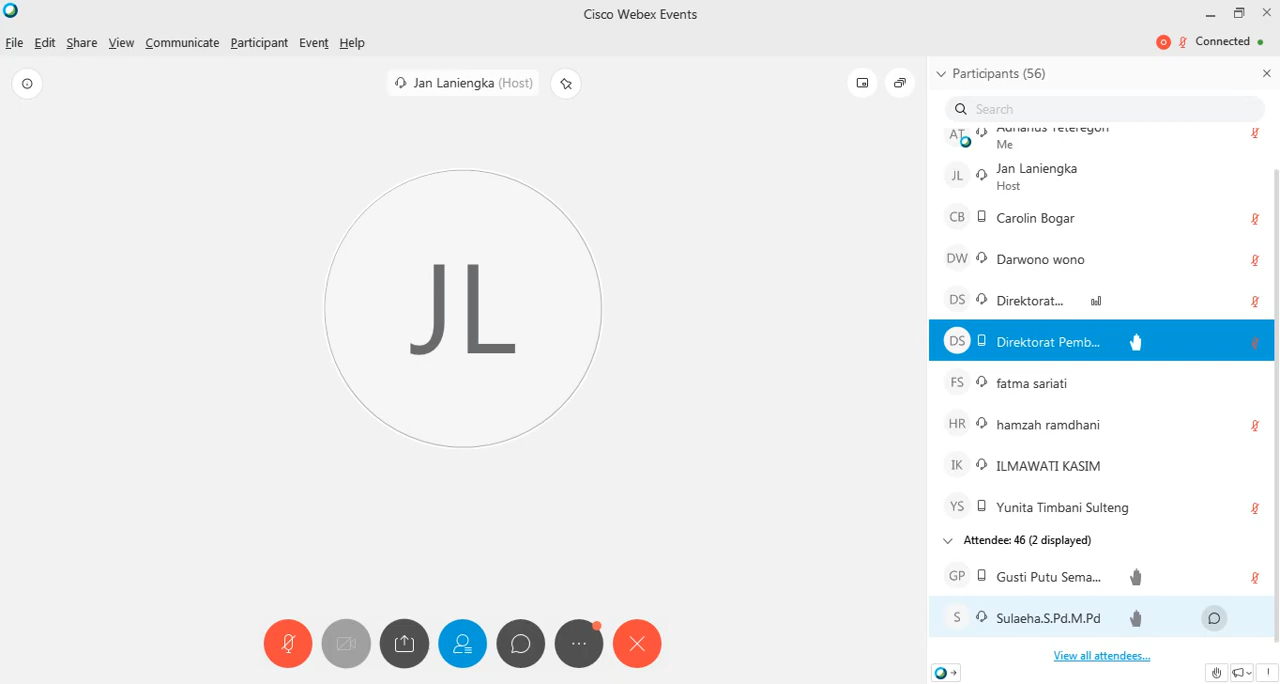 Cisco Webex Events
File Edit Share View Communicate Participant Event Help
Connected
Jan Laniengka (Host)
Participants (56)
Search
AT
Me
JL Jan Laniengka
Host
CB Carolin Bogar
DW Darwono wono
DS Direktorat...
DS Direktorat Pemb...
FS fatma sariati
HR hamzah ramdhani
IK ILMAWATI KASIM
YS Yunita Timbani Sulteng
Attendee: 46 (2 displayed)
GP Gusti Putu Sema...
S Sulaeha.S.Pd.M.Pd
View all attendees...
JL